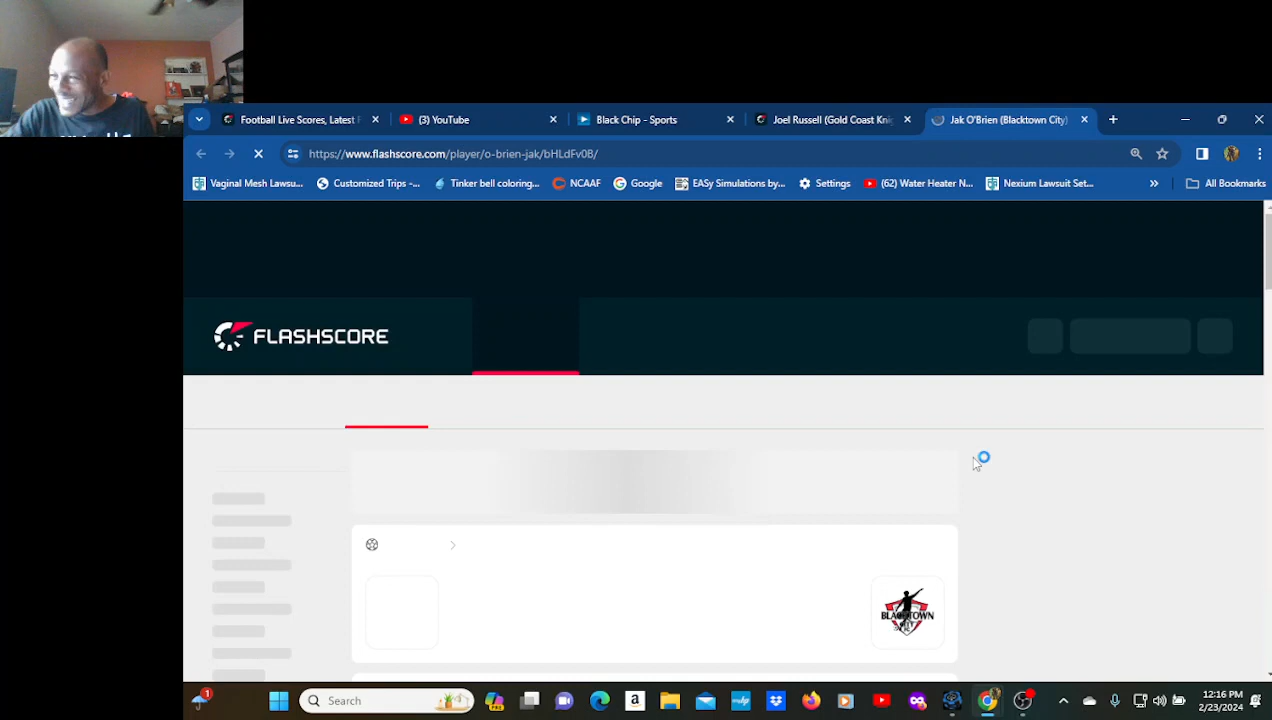 Football Live Scores, Latest F
(3) YouTube
Black Chip - Sports
Joel Russell (Gold Coast Kni
Jak O'Brien (Blacktown City)
https://www.flashscore.com/player/o-brien-jak/bHLdFv0B/
Vaginal Mesh Lawsu...
Customized Trips -...
Tinker bell coloring...
NCAAF
Google
EASy Simulations by...
Settings
(62) Water Heater N...
Nexium Lawsuit Set...
All Bookmarks
FLASHSCORE
BLACKTOWN
CITY
1
Search
12:16 PM
2/23/2024